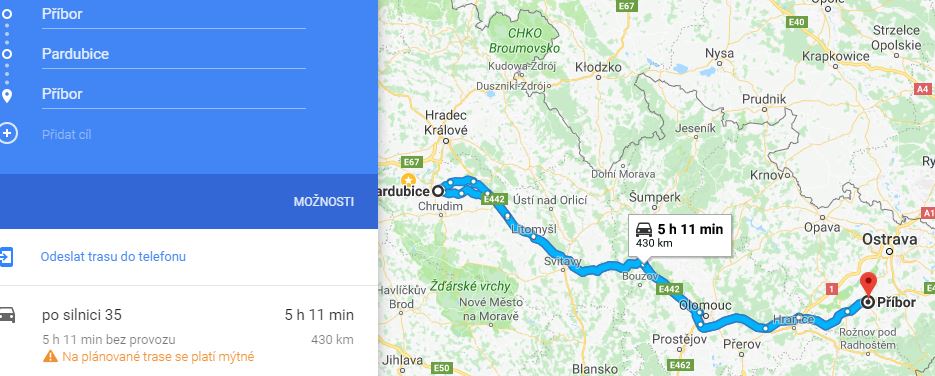 Příbor
Pardubice
Příbor
Přidat cíl
MOŽNOSTI
Odeslat trasu do telefonu
po silnici 35
5 h 11 min
5 h 11 min bez provozu
430 km
Na plánované trase se platí mýtné
E67
CHKO
Broumovsko
Kudowa-Zdrój
Duszniki-Zdrój
Kłodzko
Nysa
Opole
E40
Strzelce
Opolskie
Krapkowice
A4
Prudnik
Hradec
Králové
Jeseník
Kędzierzyn-Koźle
E67
Dolní Morava
ardubice
E442
Chrudim
Ústí nad Orlicí
Šumperk
A1
Litomyšl
5 h 11 min
430 km
Opava
Ostrava
Svitavy
Bouzov
Havlíčkův
Brod
Žďárské vrchy
Nové Město
na Moravě
E442
Olomouc
1
Příbor
Hranice
Prostějov
Přerov
Rožnov pod
Radhoštěm
Jihlava
E50
Blansko
E462